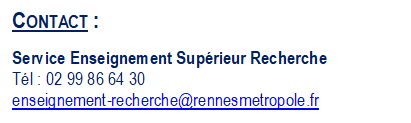 CONTACT :
Service Enseignement Supérieur Recherche
Tél : 02 99 86 64 30
enseignement-recherche@rennesmetropole.fr